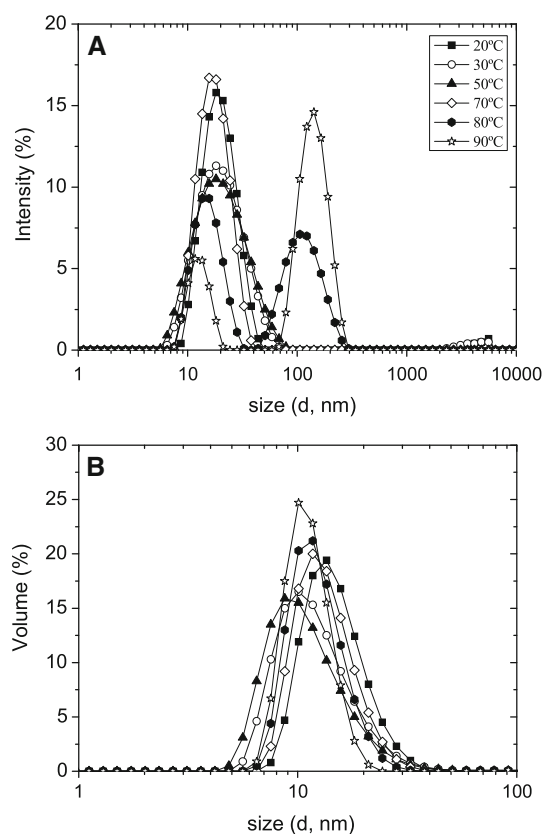 A
20
15
10
5
0
Intensity (%)
20ºC
30ºC
50ºC
70ºC
80ºC
90ºC
1 10 100 1000 10000
size (d, nm)
B
30
25
20
15
10
5
0
Volume (%)
1 10 100
size (d, nm)